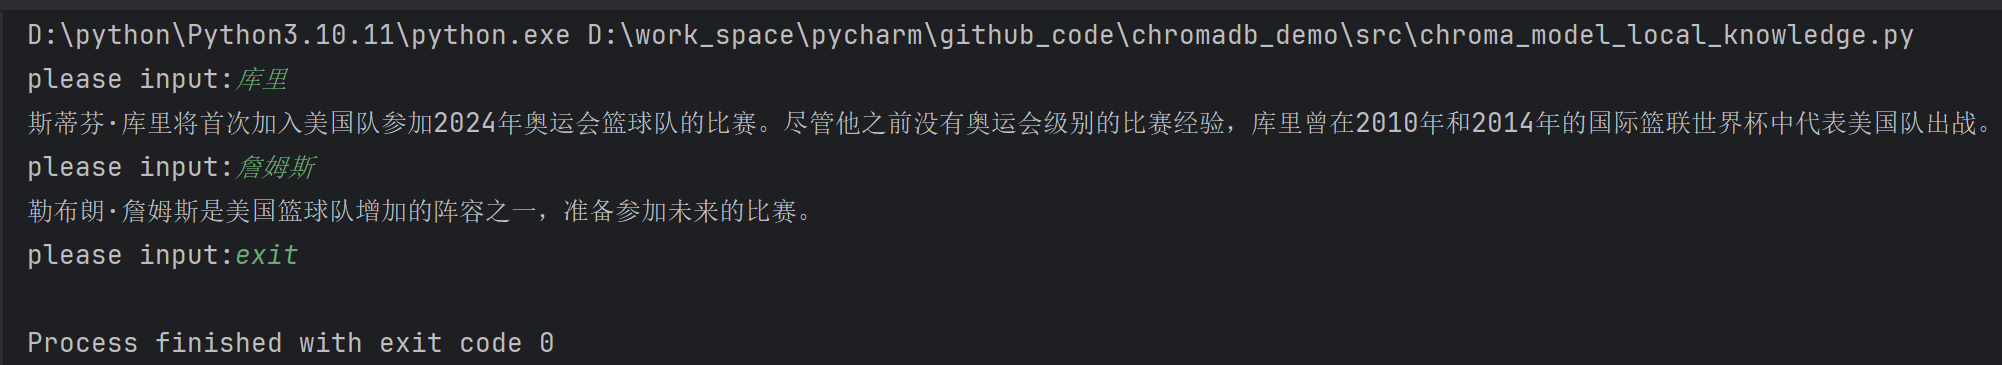 D:\python\Python3.10.11\python.exe D:\work_space\pycharm\github_code\chromadb_demo\src\chroma_model_local_knowledge.py
please input:库里
斯蒂芬·库里将首次加入美国队参加2024年奥运会篮球队的比赛。尽管他之前没有奥运会级别的比赛经验，库里曾在2010年和2014年的国际篮联世界杯中代表美国队出战。
please input:詹姆斯
勒布朗·詹姆斯是美国篮球队增加的阵容之一，准备参加未来的比赛。
please input:exit
Process finished with exit code 0